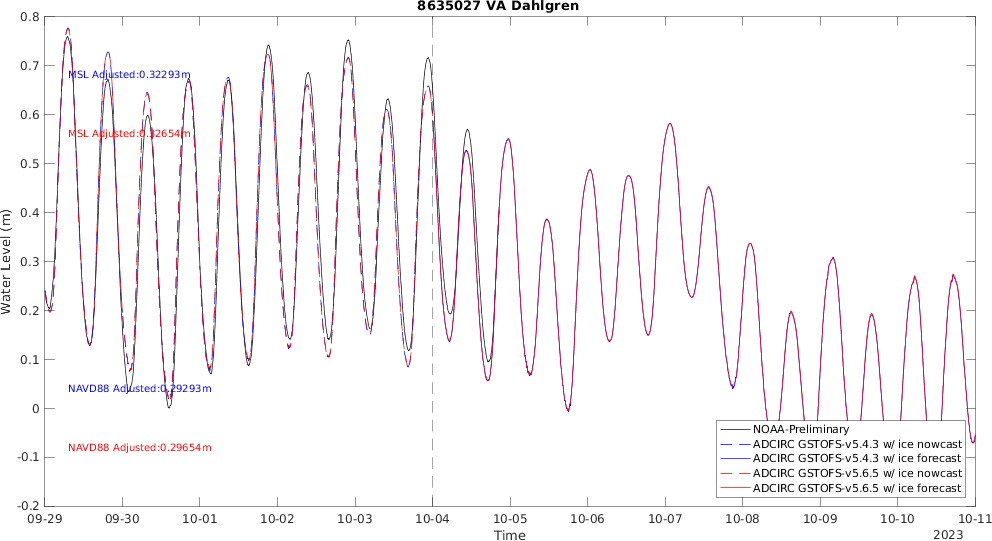 8635027 VA Dahlgren
0.8
0.7
0.6
0.5
0.4
0.3
0.2
0.1
0
-0.1
-0.2
Water Level (m)
MSL Adjusted:0.32293m
MSL Adjusted:0.32654m
NAVD88 Adjusted:0.29293m
NAVD88 Adjusted:0.29654m
NOAA-Preliminary
ADCIRC GSTOFS-v5.4.3 w/ ice nowcast
ADCIRC GSTOFS-v5.4.3 w/ ice forecast
ADCIRC GSTOFS-v5.6.5 w/ ice nowcast
ADCIRC GSTOFS-v5.6.5 w/ ice forecast
09-29 09-30 10-01 10-02 10-03 10-04 10-05 10-06 10-07 10-08 10-09 10-10 10-11
Time
2023